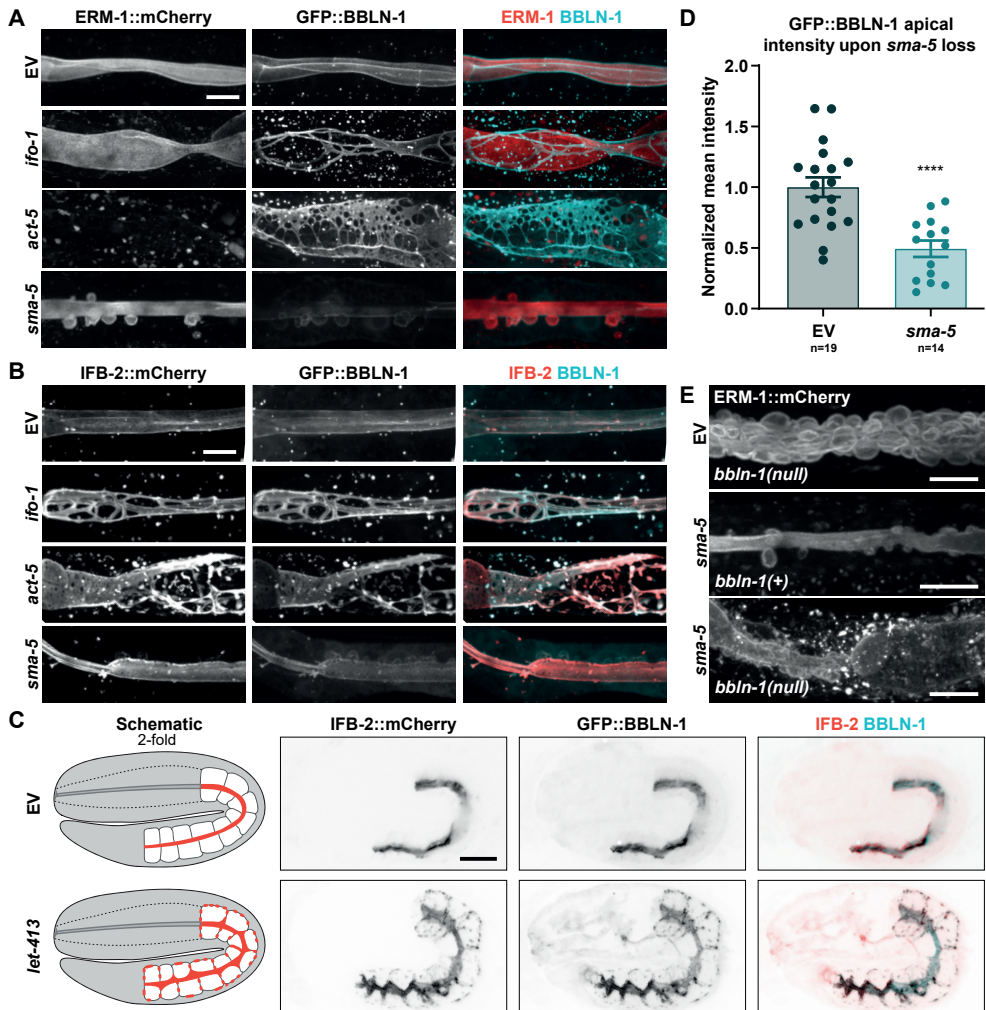 A
ERM-1::mCherry
GFP::BBLN-1
ERM-1 BBLN-1
EV
ifo-1
act-5
sma-5
B
IFB-2::mCherry
GFP::BBLN-1
IFB-2 BBLN-1
EV
ifo-1
act-5
sma-5
C
Schematic
2-fold
IFB-2::mCherry
GFP::BBLN-1
IFB-2 BBLN-1
EV
let-413
D
GFP::BBLN-1 apical
intensity upon sma-5 loss
Normalized mean intensity
2.0
1.5
1.0
0.5
0.0
****
EV
sma-5
n=19
n=14
E
ERM-1::mCherry
EV
bbln-1(null)
sma-5
bbln-1(+)
sma-5
bbln-1(null)